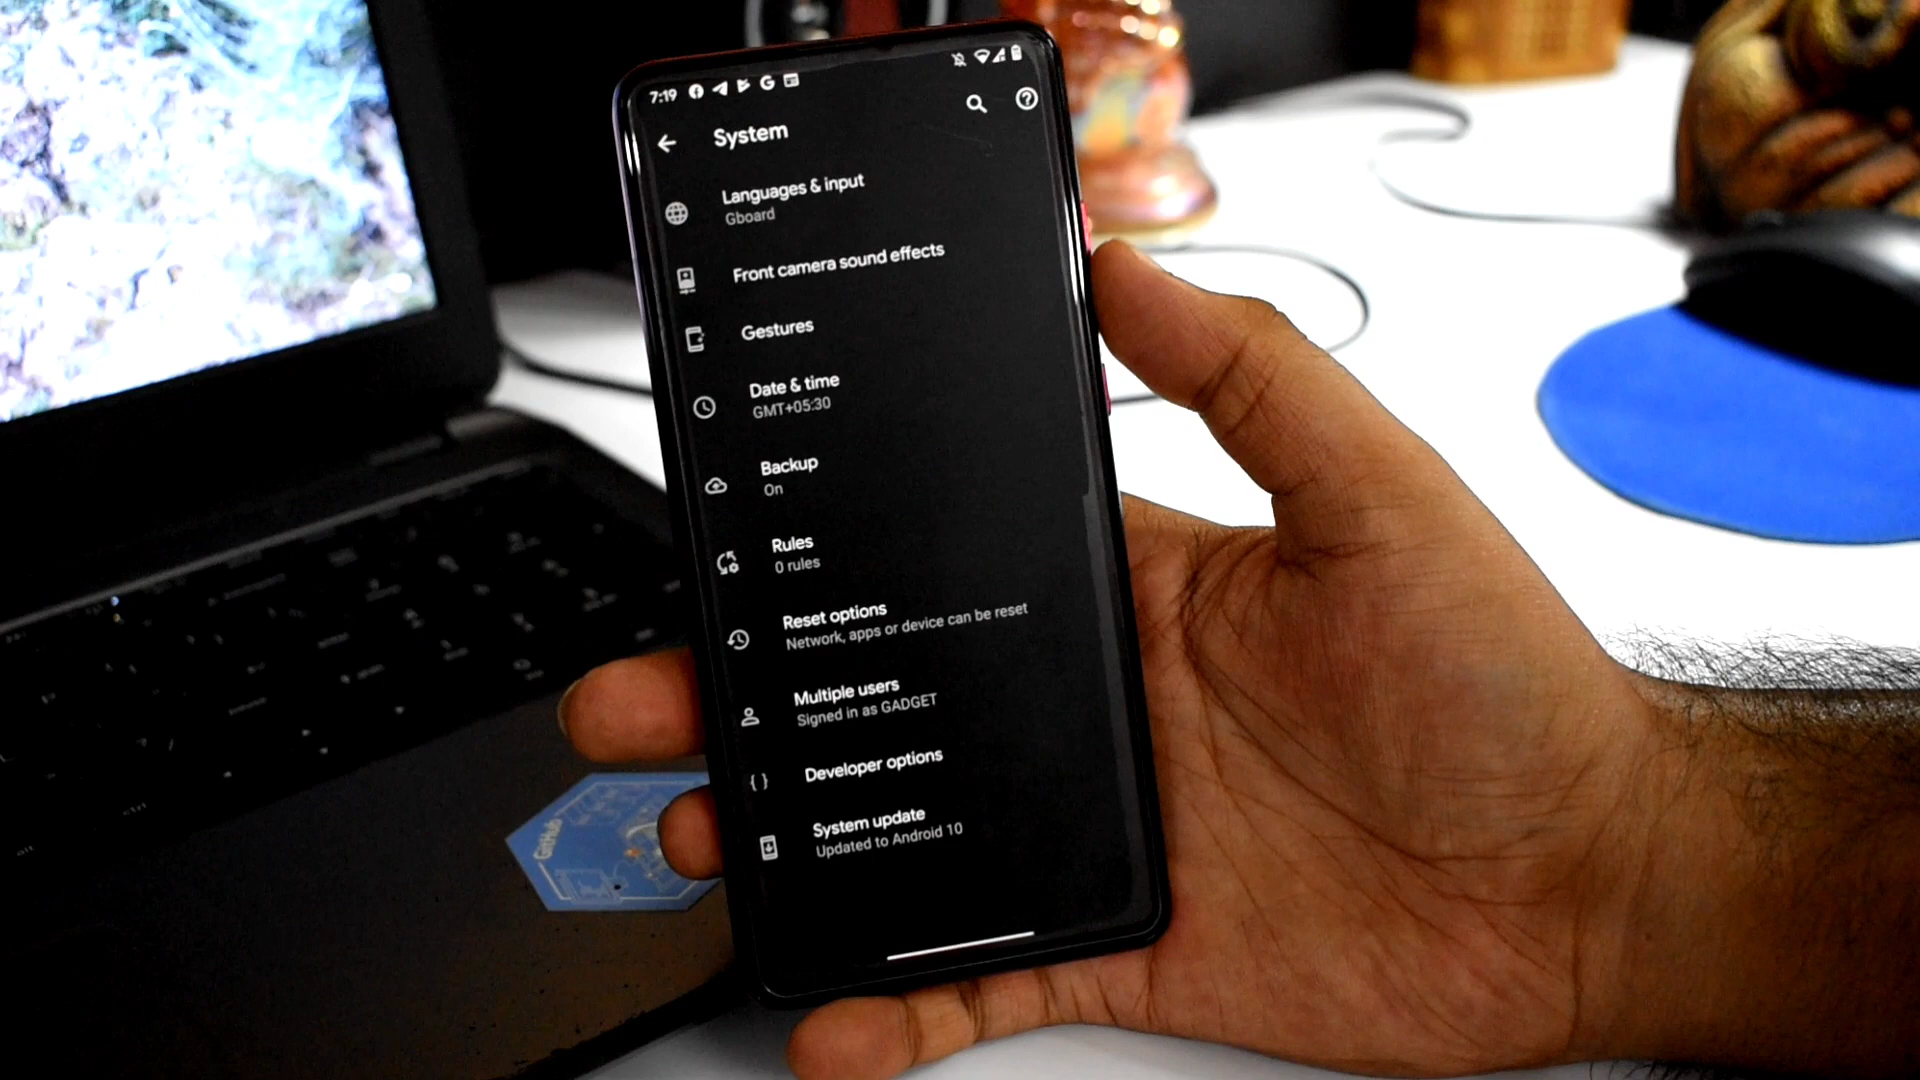 7:19
System
Languages & input
Gboard
Front camera sound effects
Gestures
Date & time
GMT+05:30
Backup
On
Rules
0 rules
Reset options
Network, apps or device can be reset
Multiple users
Signed in as GADGET
{ } Developer options
System update
Updated to Android 10
GitHub
ctrl
alt